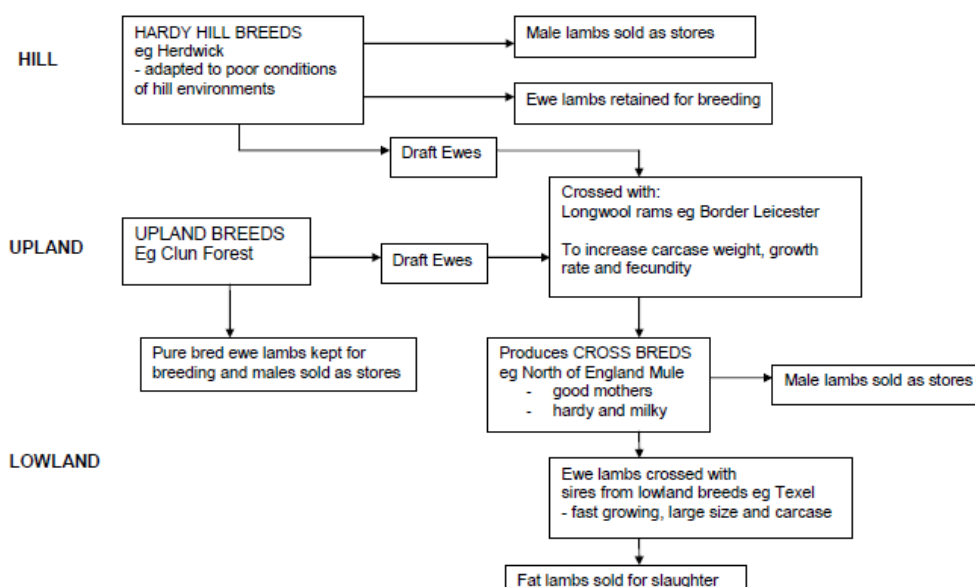 HILL
HARDY HILL BREEDS
eg Herdwick
- adapted to poor conditions
of hill environments
Male lambs sold as stores
Ewe lambs retained for breeding
Draft Ewes
Crossed with:
Longwool rams eg Border Leicester
To increase carcase weight, growth
rate and fecundity
UPLAND
UPLAND BREEDS
Eg Clun Forest
Draft Ewes
Pure bred ewe lambs kept for
breeding and males sold as stores
Produces CROSS BREDS
eg North of England Mule
- good mothers
- hardy and milky
Male lambs sold as stores
LOWLAND
Ewe lambs crossed with
sires from lowland breeds eg Texel
- fast growing, large size and carcase
Fat lambs sold for slaughter